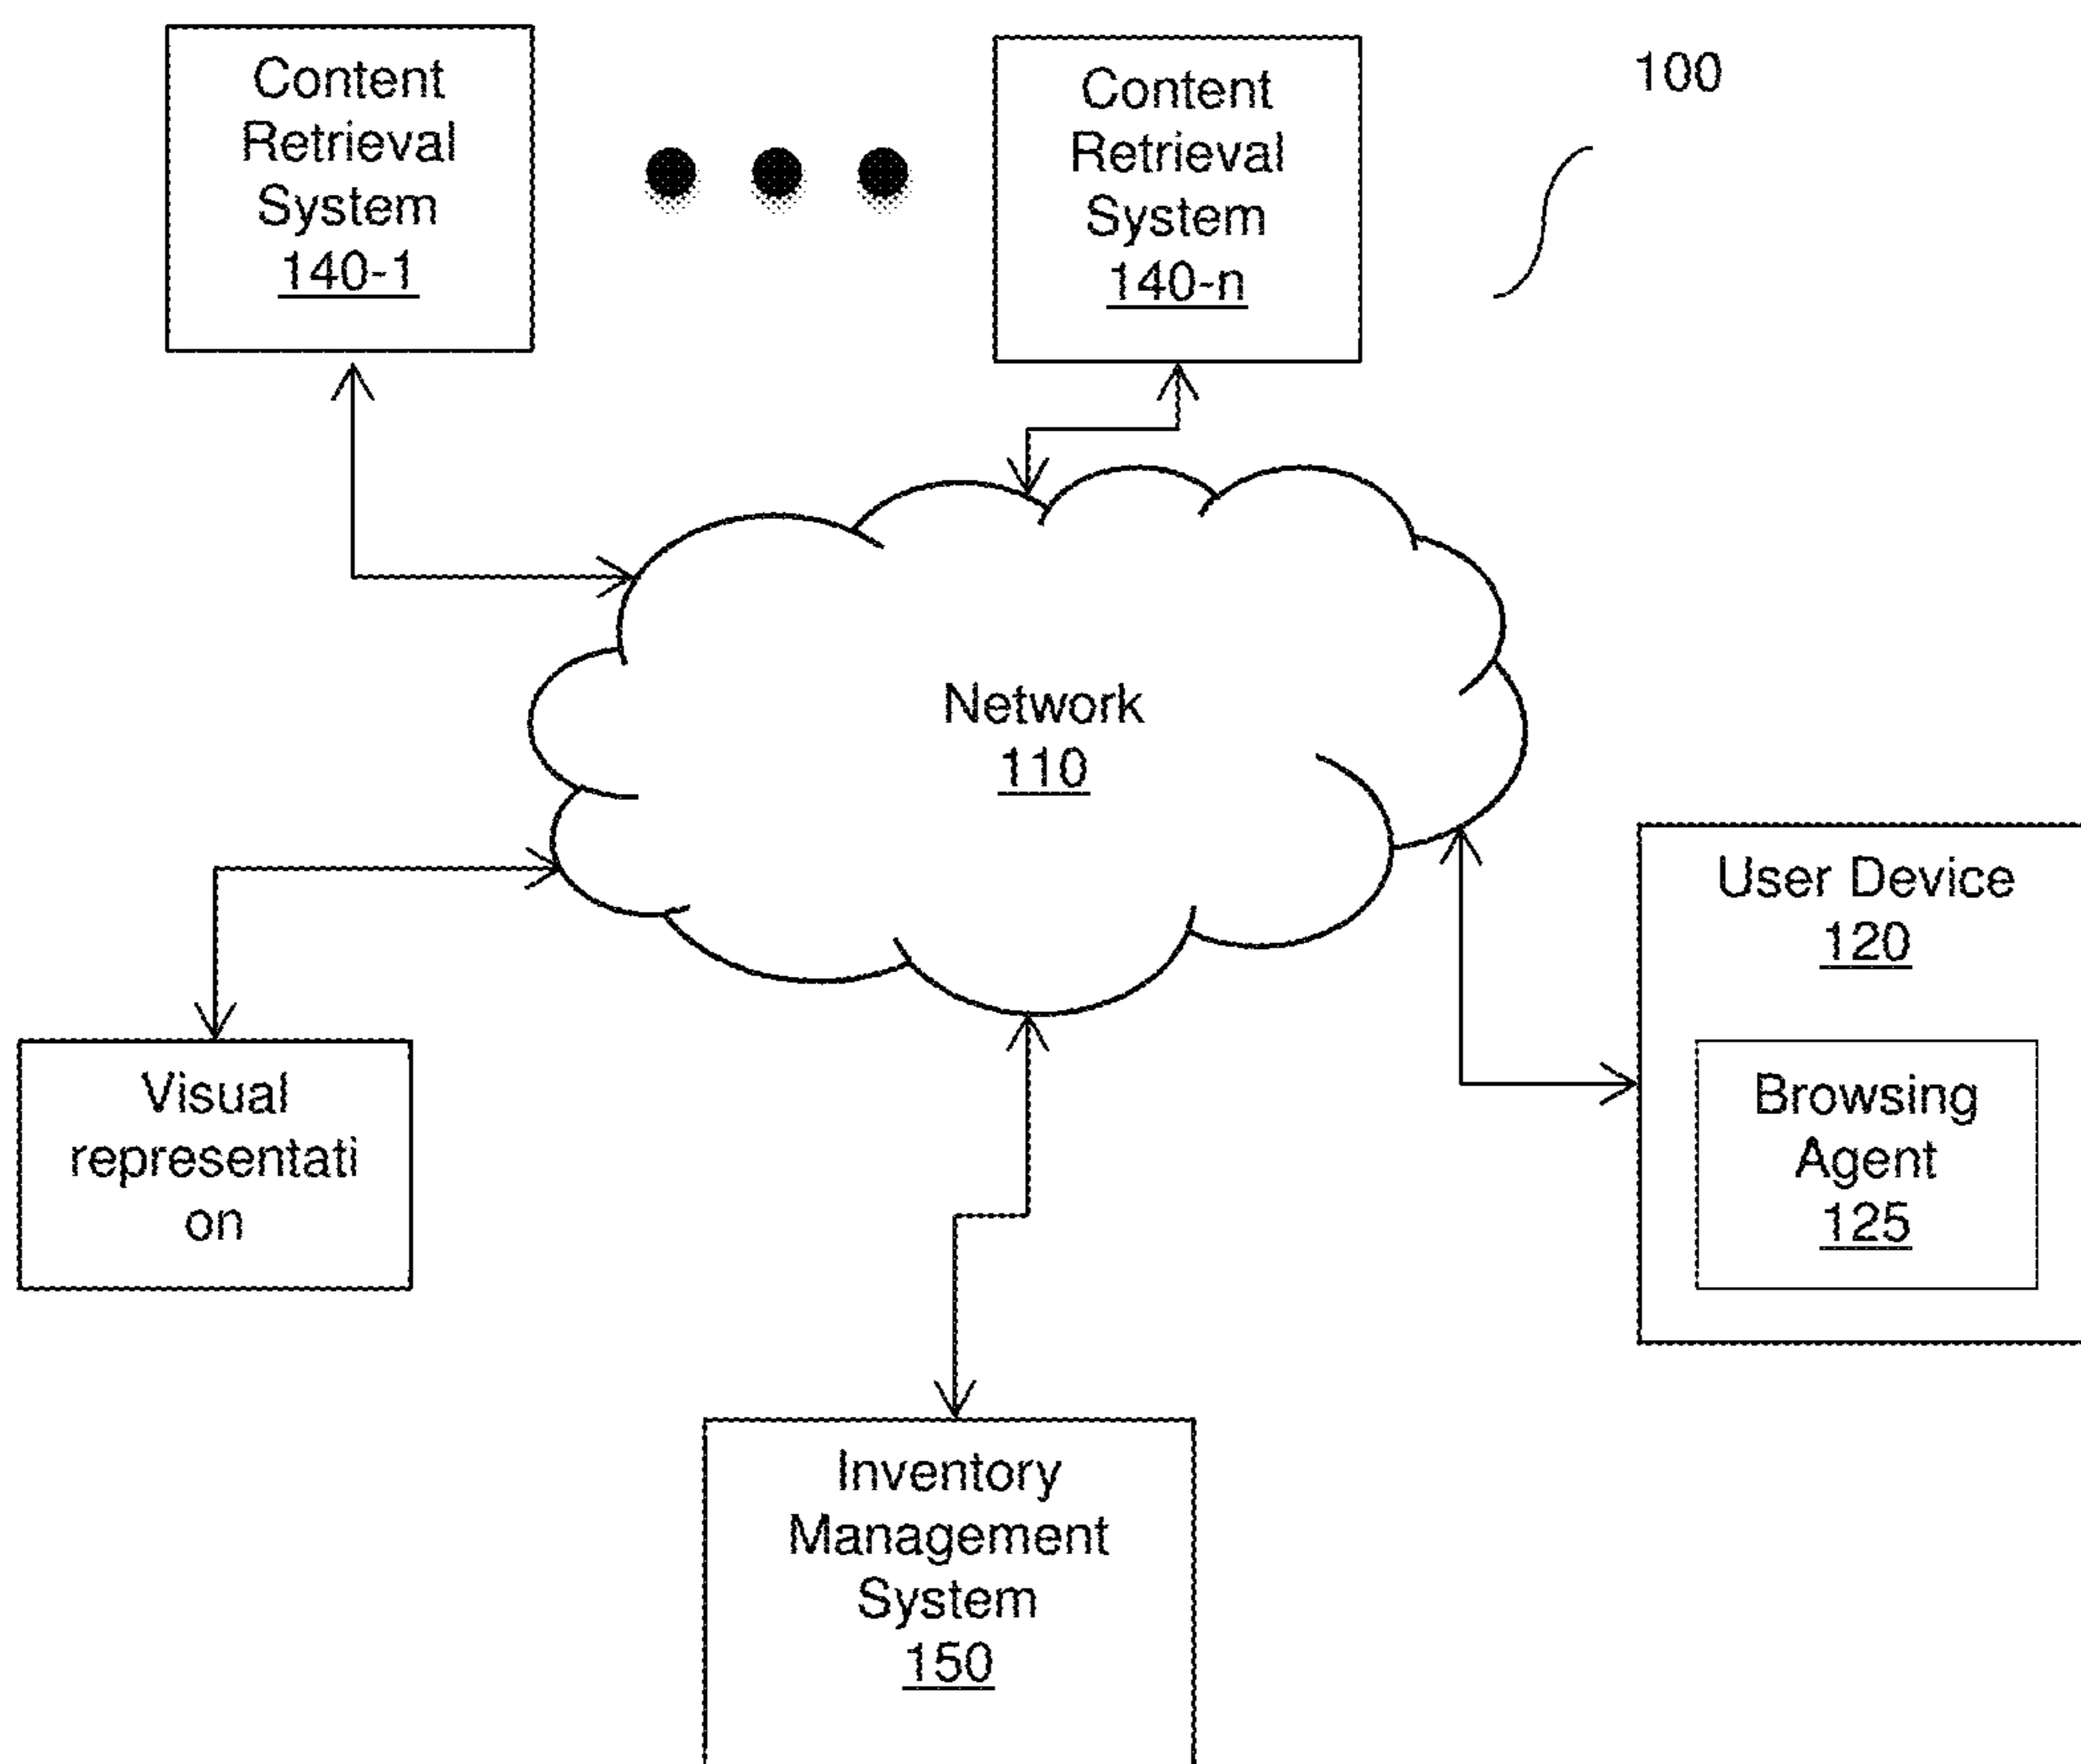 Content
Retrieval
System
140-1
Content
Retrieval
System
140-n
100
Network
110
User Device
120
Browsing
Agent
125
Visual
representati
on
Inventory
Management
System
150